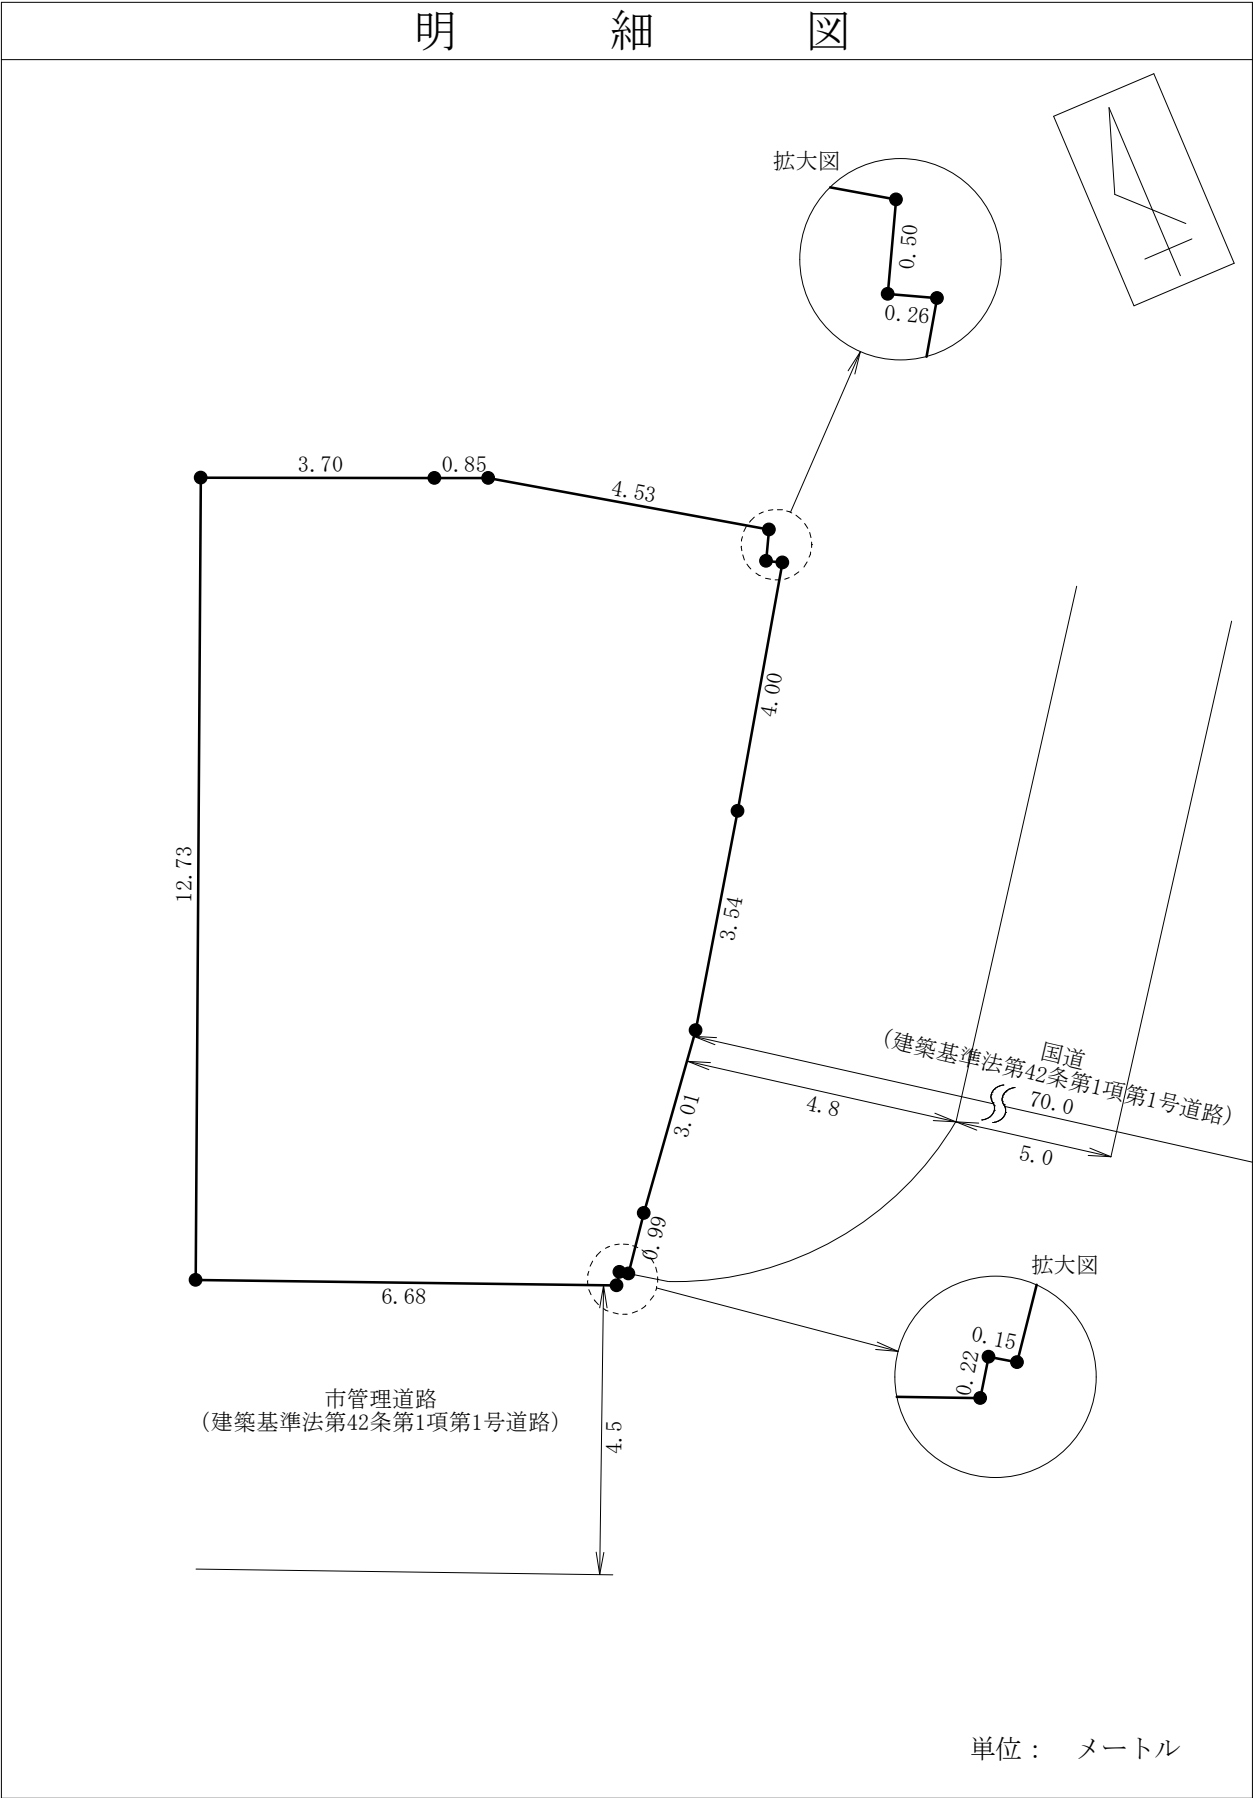 明細図
拡大図
0.50
0.26
3.70
0.85
4.53
4.00
12.73
3.54
国道
(建築基準法第42条第1項第1号道路)
70.0
4.8
5.0
3.01
0.99
拡大図
6.68
0.15
0.22
市管理道路
(建築基準法第42条第1項第1号道路)
4.5
単位： メートル